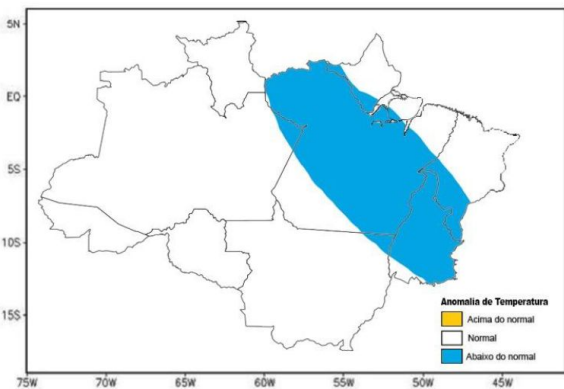 5N
EQ
5S
10S
15S
75W 70W 65W 60W 55W 50W 45W
Anomalia de Temperatura
Acima do normal
Normal
Abaixo do normal